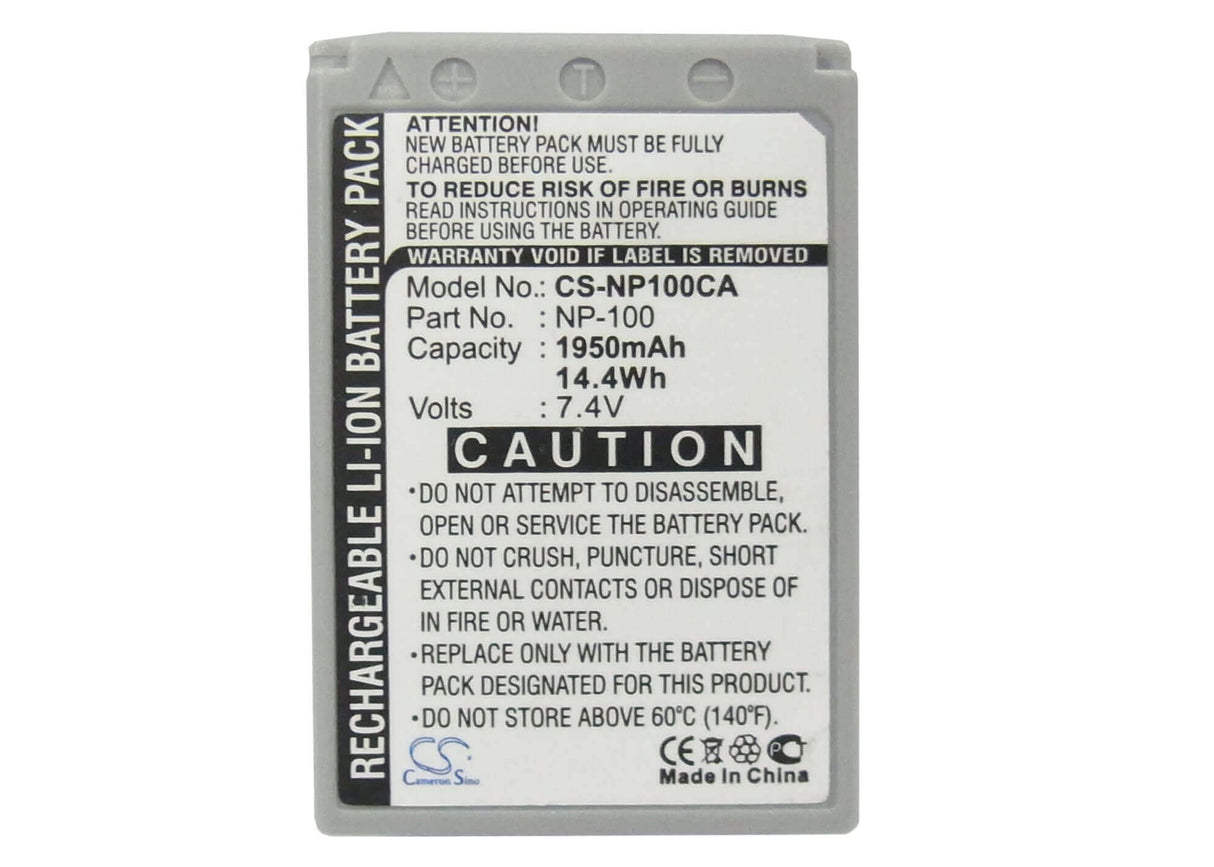 + T −
RECHARGEABLE LI-ION BATTERY PACK
ATTENTION!
NEW BATTERY PACK MUST BE FULLY
CHARGED BEFORE USE.
TO REDUCE RISK OF FIRE OR BURNS
READ INSTRUCTIONS IN OPERATING GUIDE
BEFORE USING THE BATTERY.
WARRANTY VOID IF LABEL IS REMOVED
Model No.: CS-NP100CA
Part No. : NP-100
Capacity : 1950mAh
14.4Wh
Volts : 7.4V
CAUTION
•DO NOT ATTEMPT TO DISASSEMBLE,
OPEN OR SERVICE THE BATTERY PACK.
•DO NOT CRUSH, PUNCTURE, SHORT
EXTERNAL CONTACTS OR DISPOSE OF
IN FIRE OR WATER.
•REPLACE ONLY WITH THE BATTERY
PACK DESIGNATED FOR THIS PRODUCT.
•DO NOT STORE ABOVE 60°C (140°F).
CS
Cameron Sino
CE PC
Made In China